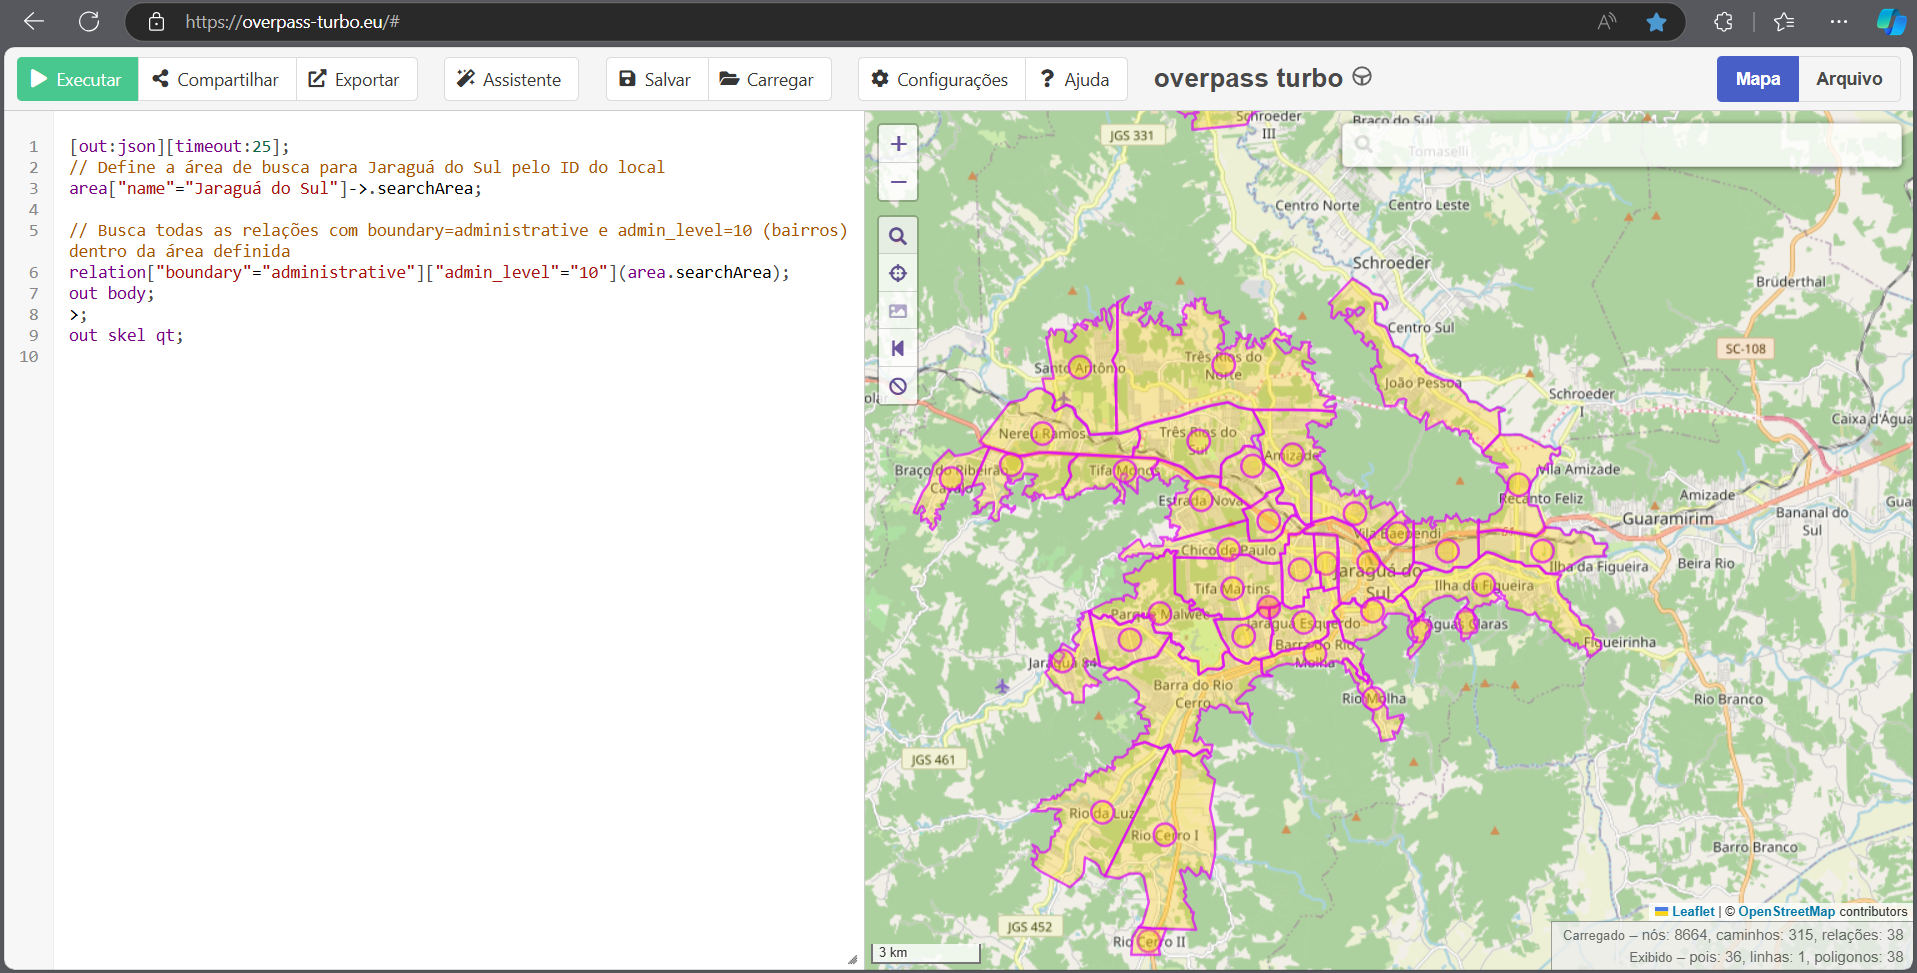 https://overpass-turbo.eu/#
Executar
Compartilhar
Exportar
Assistente
Salvar
Carregar
Configurações
? Ajuda
overpass turbo
Mapa
Arquivo
1 [out:json][timeout:25];
2 // Define a área de busca para Jaraguá do Sul pelo ID do local
3 area["name"="Jaraguá do Sul"]->.searchArea;
4
5 // Busca todas as relações com boundary=administrative e admin_level=10 (bairros)
dentro da área definida
6 relation["boundary"="administrative"]["admin_level"="10"](area.searchArea);
7 out body;
8 >;
9 out skel qt;
10
+
−
Schroeder
III
JGS 331
Braço do Sul
Tomaselli
Centro Norte
Centro Leste
Schroeder
Brüderthal
Centro Sul
SC-108
Três Rios do
Norte
Santo Antônio
João Pessoa
Schroeder
I
Caixa d'Água
Nereu Ramos
Três Rios do
Sul
Amizade
Braço do Ribeirão
Cavalo
Tifa Monos
Vila Amizade
Recanto Feliz
Estrada Nova
Amizade
Guaramirim
Bananal do
Sul
Vila Baependi
Chico de Paulo
Jaraguá do
Sul
Ilha da Figueira
Ilha da Figueira
Beira Rio
Tifa Martins
Parque Malwee
Jaraguá Esquerdo
Águas Claras
Barra do Rio
Molha
Figueirinha
Jaraguá 84
Barra do Rio
Cerro
Rio Molha
Rio Branco
JGS 461
Rio da Luz
Rio Cerro I
Barro Branco
JGS 452
Rio Cerro II
3 km
Leaflet | © OpenStreetMap contributors
Carregado – nós: 8664, caminhos: 315, relações: 38
Exibido – pois: 36, linhas: 1, polígonos: 38